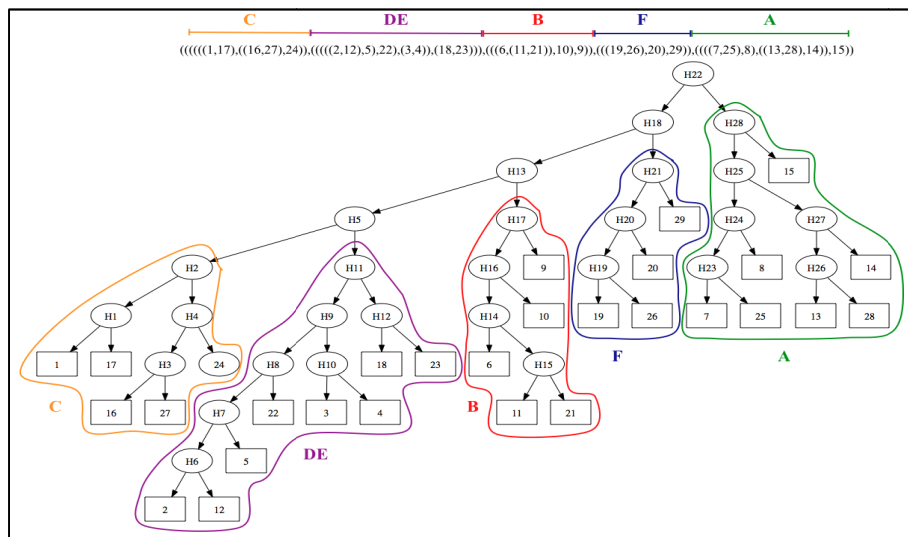 C DE B F A
((((((1,17),((16,27),24)),(((((2,12),5),22),(3,4)),(18,23))),((((6,(11,21)),10),9)),(((19,26),20),29)),((((7,25),8),((13,28),14)),15))
H22
H18 H28
H13 H21 H25 15
H5 H17 H20 29 H24 H27
H2 H11 H16 9 H19 20 H23 8 H26 14
H1 H4 H9 H12 H14 10 19 26 7 25 13 28
1 17 H3 24 H8 H10 18 23 6 H15 F A
C 16 27 H7 22 3 4 B 11 21
H6 5 DE
2 12